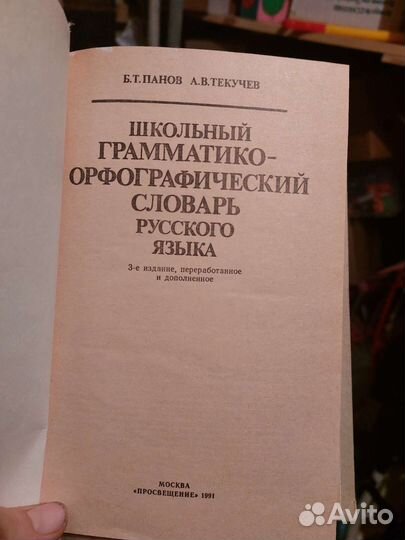 Б.Т.ПАНОВ А.В.ТЕКУЧЕВ
ШКОЛЬНЫЙ
ГРАММАТИКО-
ОРФОГРАФИЧЕСКИЙ
СЛОВАРЬ
РУССКОГО
ЯЗЫКА
3-е издание, переработанное
и дополненное
МОСКВА
«ПРОСВЕЩЕНИЕ» 1991
Avito